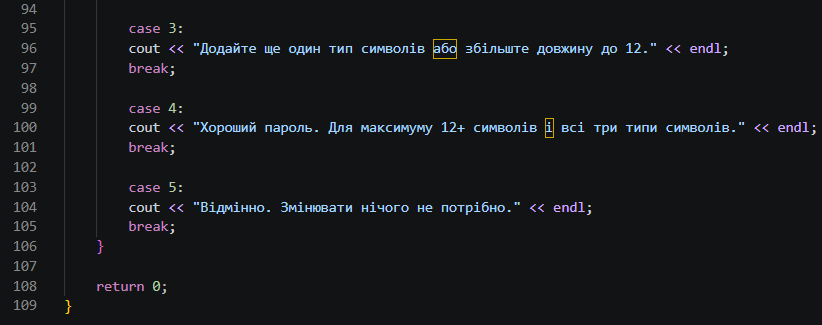 94
95 case 3:
96 cout << "Додайте ще один тип символів або збільште довжину до 12." << endl;
97 break;
98
99 case 4:
100 cout << "Хороший пароль. Для максимуму 12+ символів і всі три типи символів." << endl;
101 break;
102
103 case 5:
104 cout << "Відмінно. Змінювати нічого не потрібно." << endl;
105 break;
106 }
107
108 return 0;
109 }